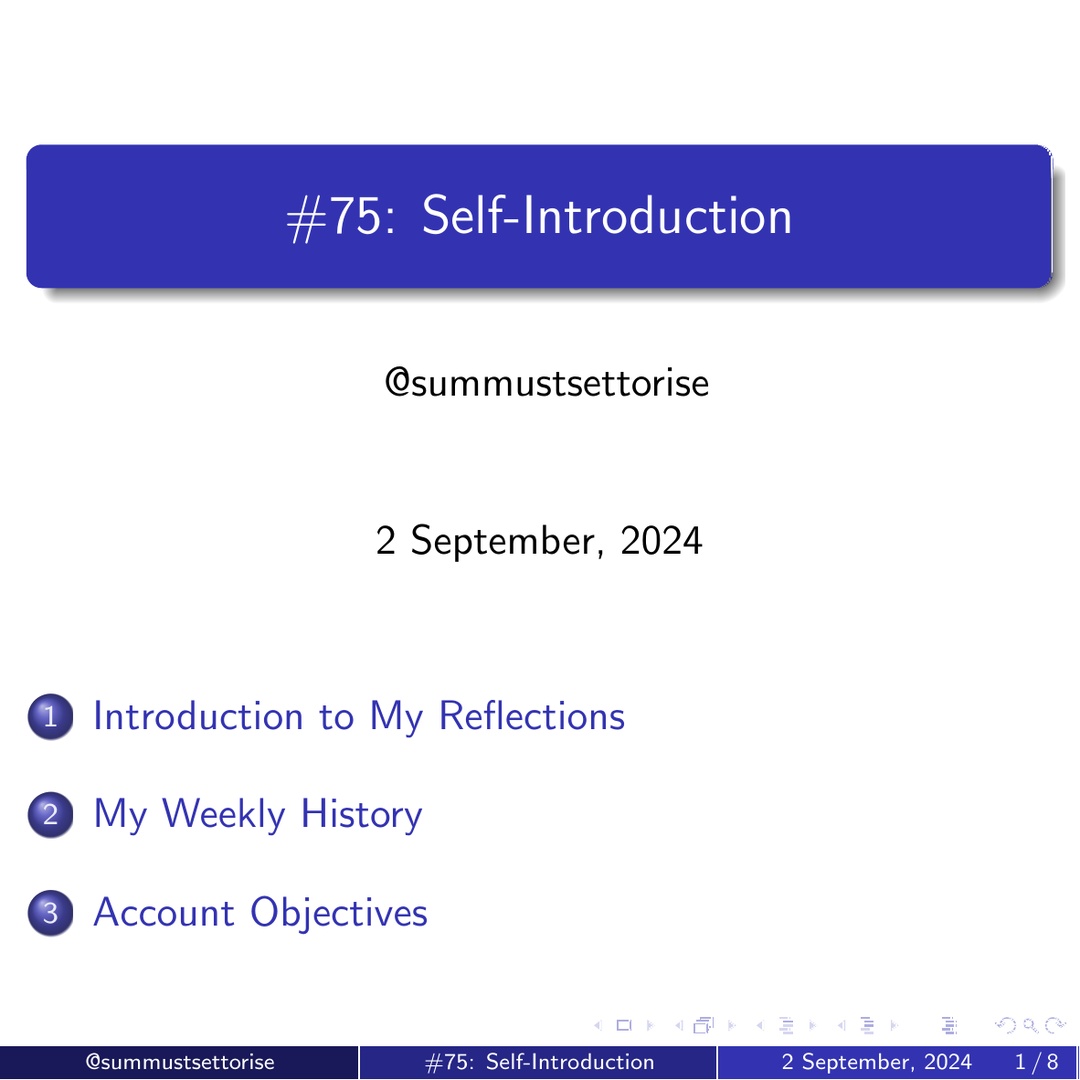 #75: Self-Introduction
@summustsettorise
2 September, 2024
1 Introduction to My Reflections
2 My Weekly History
3 Account Objectives
@summustsettorise #75: Self-Introduction 2 September, 2024 1 / 8